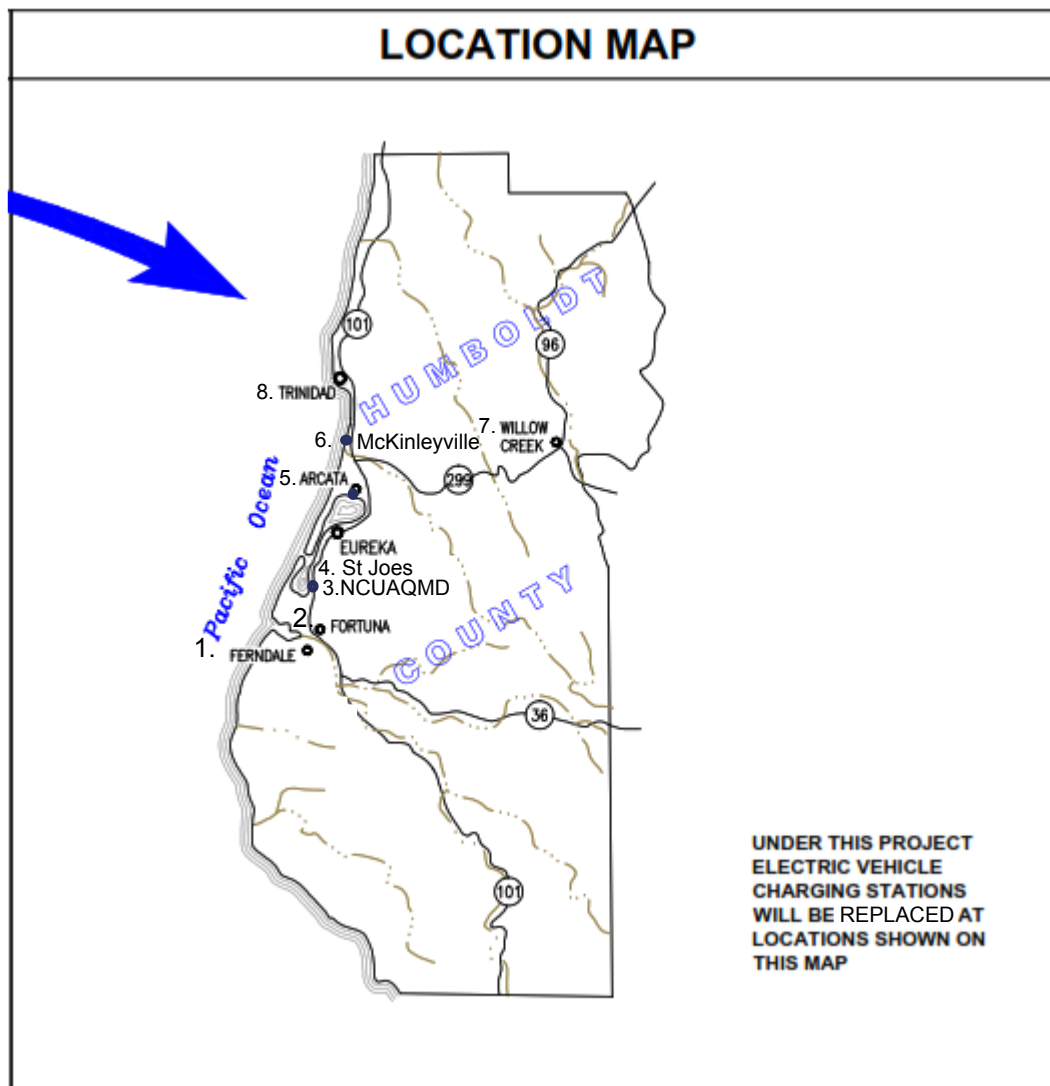 LOCATION MAP
101
HUMBOLDT
96
8. TRINIDAD
6. McKinleyville
7. WILLOW
CREEK
299
5. ARCATA
Pacific Ocean
EUREKA
4. St Joes
3.NCUAQMD
2. FORTUNA
1. FERNDALE
COUNTY
36
101
UNDER THIS PROJECT
ELECTRIC VEHICLE
CHARGING STATIONS
WILL BE REPLACED AT
LOCATIONS SHOWN ON
THIS MAP